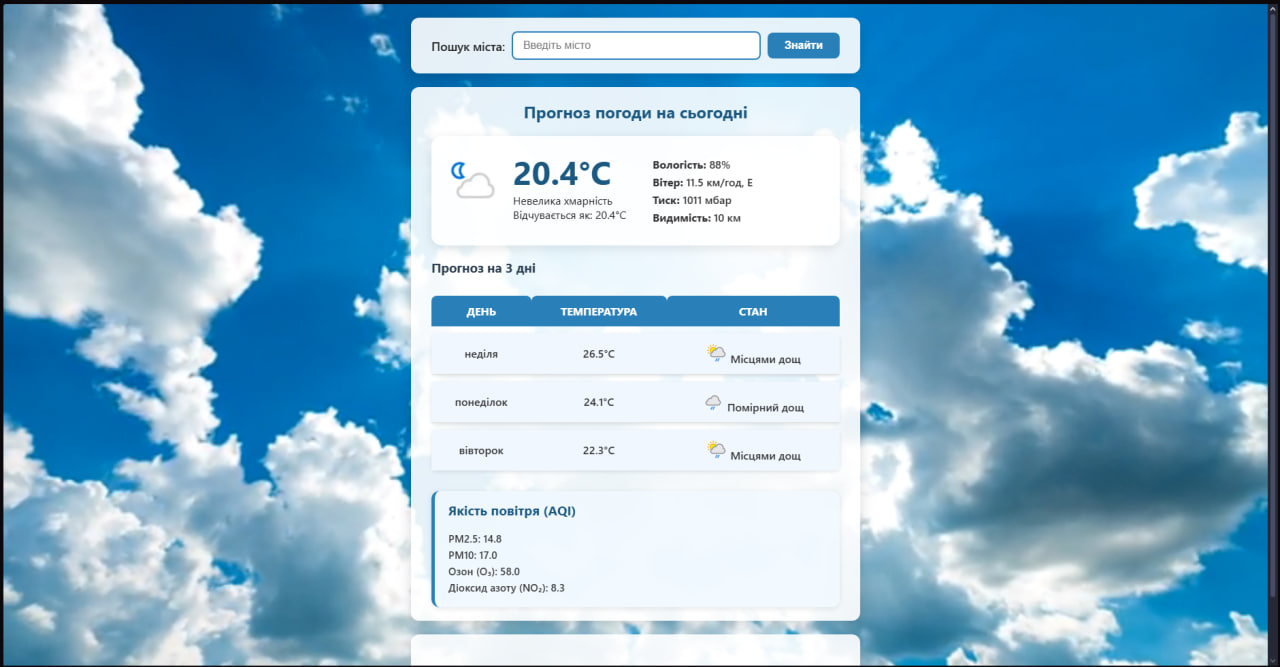 Пошук міста: Введіть місто Знайти
Прогноз погоди на сьогодні
20.4°C
Невелика хмарність
Відчувається як: 20.4°C
Вологість: 88%
Вітер: 11.5 км/год, E
Тиск: 1011 мбар
Видимість: 10 км
Прогноз на 3 дні
ДЕНЬ ТЕМПЕРАТУРА СТАН
неділя 26.5°C Місцями дощ
понеділок 24.1°C Помірний дощ
вівторок 22.3°C Місцями дощ
Якість повітря (AQI)
PM2.5: 14.8
PM10: 17.0
Озон (O₃): 58.0
Діоксид азоту (NO₂): 8.3